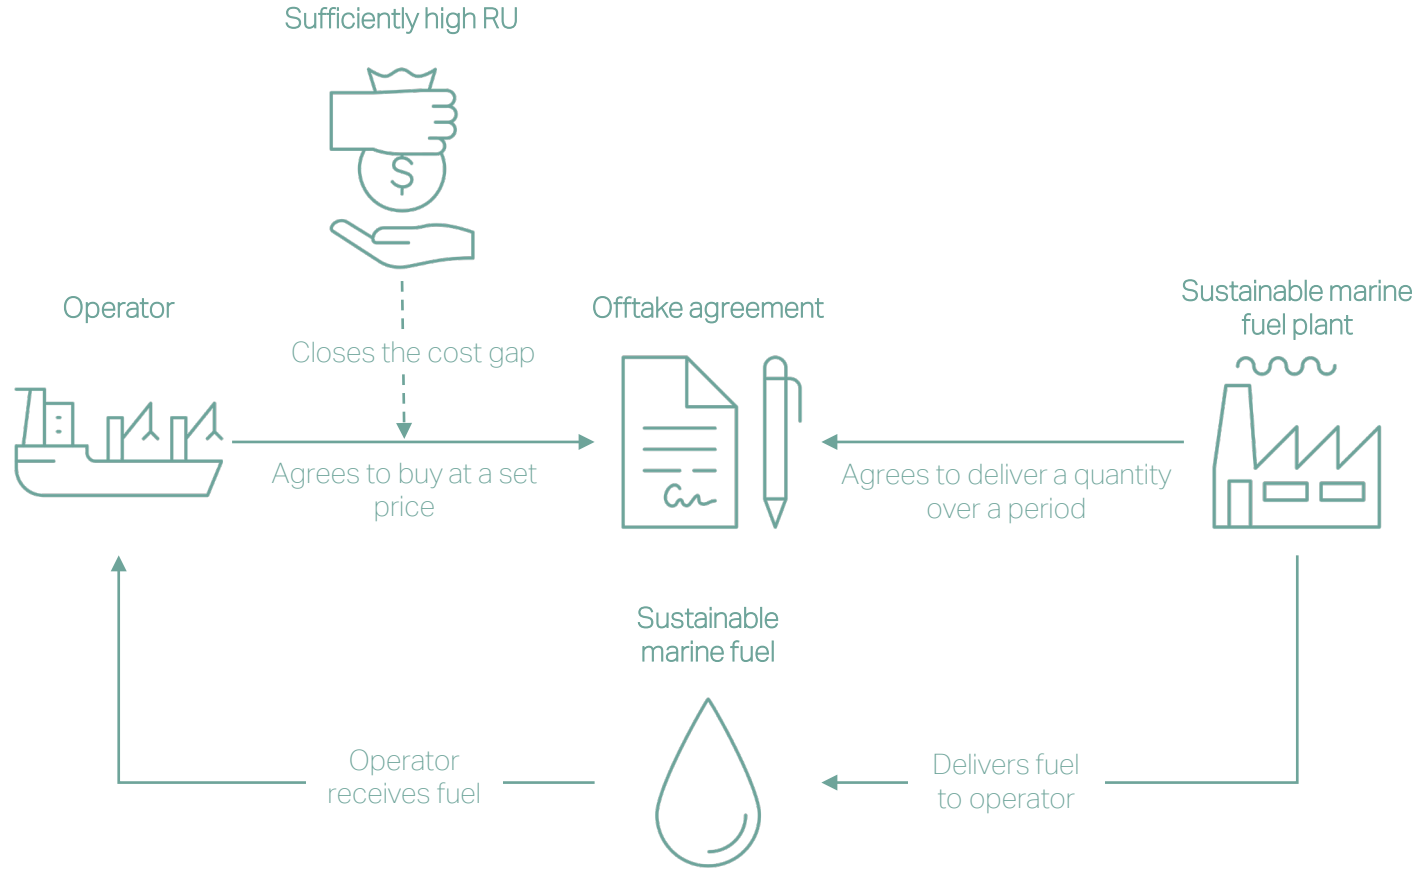 Sufficiently high RU
$
Operator
Closes the cost gap
Agrees to buy at a set
price
Offtake agreement
Agrees to deliver a quantity
over a period
Sustainable marine
fuel plant
Sustainable
marine fuel
Operator
receives fuel
Delivers fuel
to operator